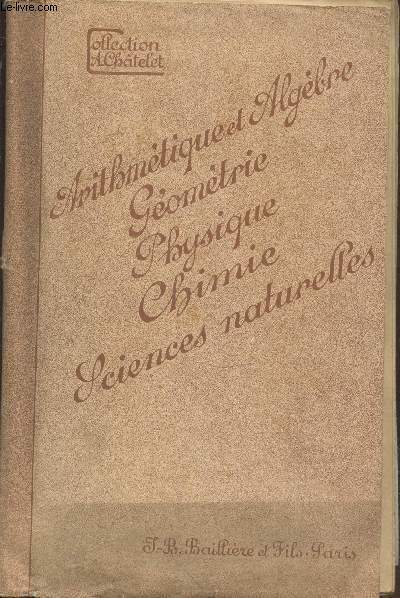 Le-livre.com
Collection
A.Châtelet
Arithmétique et Algèbre
Géométrie
Physique
Chimie
Sciences naturelles
J-B. Baillière et Fils. Paris